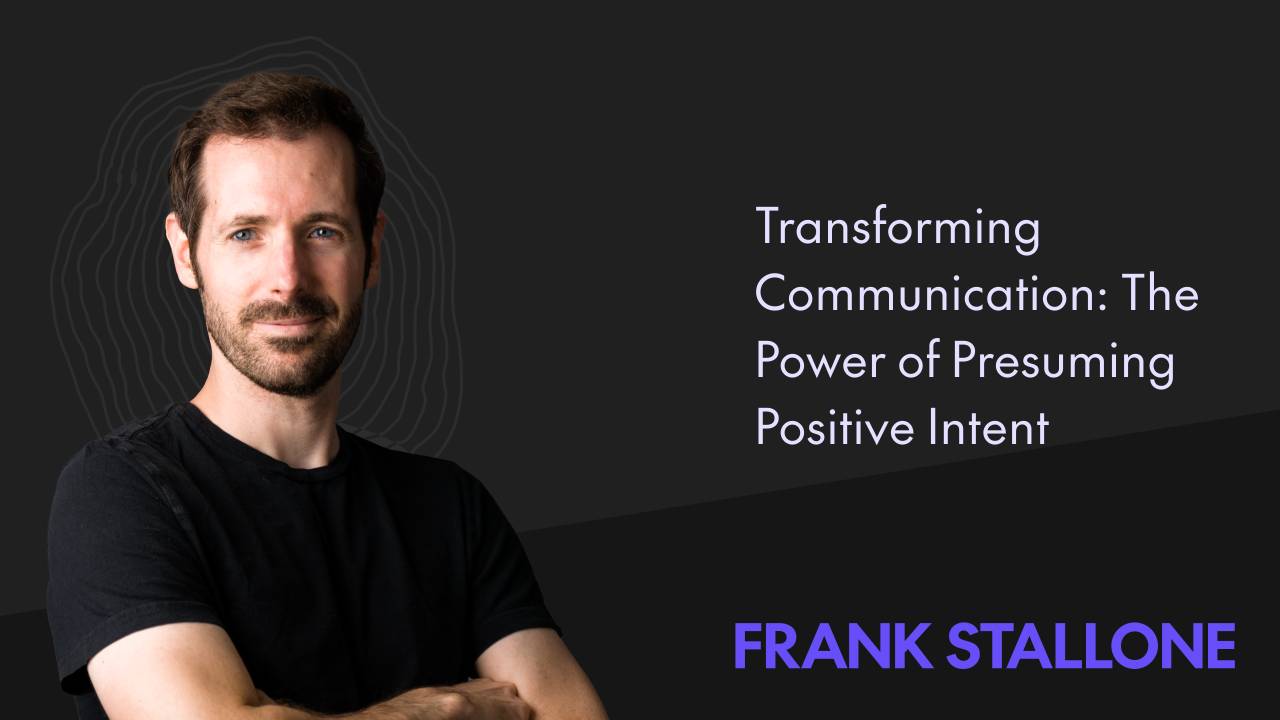 Transforming
Communication: The
Power of Presuming
Positive Intent
FRANK STALLONE